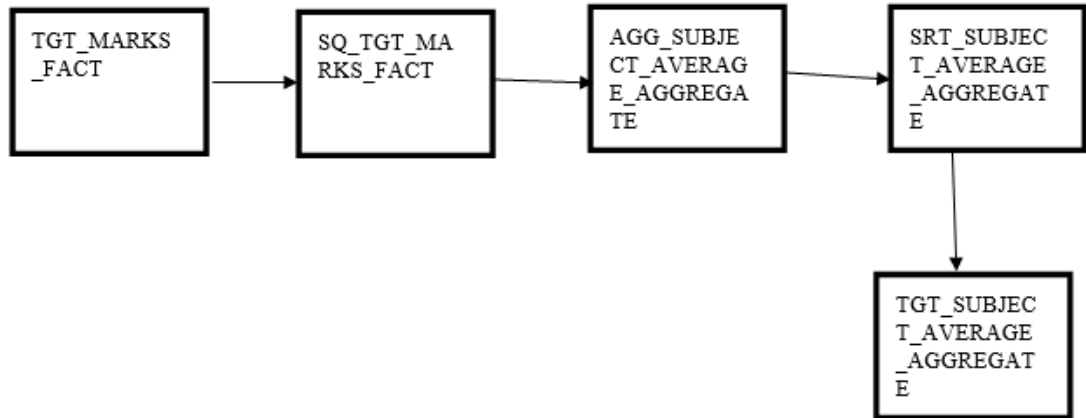 TGT_MARKS
_FACT
SQ_TGT_MA
RKS_FACT
AGG_SUBJE
CT_AVERAG
E_AGGREGA
TE
SRT_SUBJEC
T_AVERAGE
_AGGREGAT
E
TGT_SUBJEC
T_AVERAGE
_AGGREGAT
E